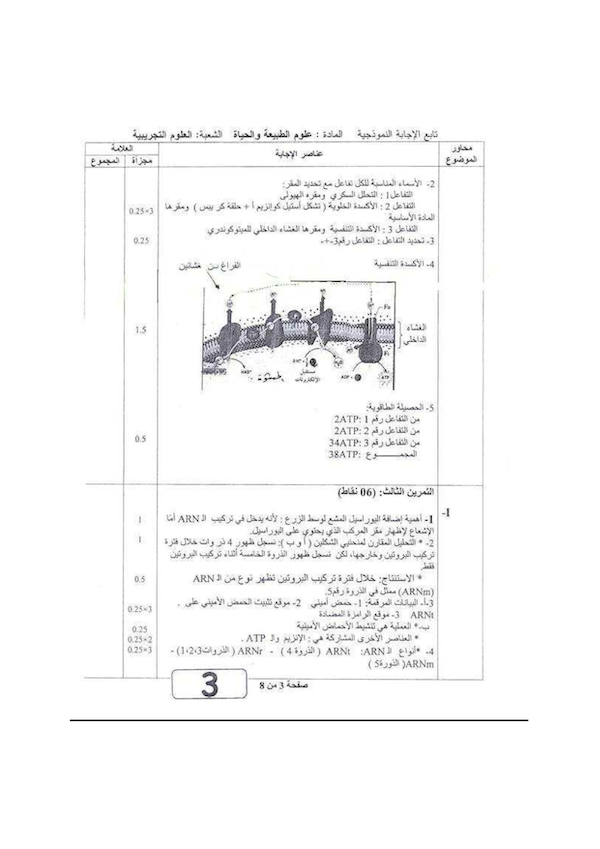 تابع الإجابة النموذجية المادة : علوم الطبيعة والحياة الشعبة: العلوم التجريبية
محاور الموضوع
عناصر الإجابة
العلامة
مجزأة
المجموع
2- الأسماء المناسبة للكل تفاعل مع تحديد المقر:
التفاعل1 : التحلل السكري ومقره الهيولى
التفاعل 2 : الأكسدة الخلوية ( تشكل أستيل كوإنزيم أ + حلقة كريبس ) ومقرها
المادة الأساسية
0.25×3
التفاعل 3 : الأكسدة التنفسية ومقرها الغشاء الداخلي للميتوكوندري
3- تحديد التفاعل : التفاعل رقم3-+-
0.25
4- الأكسدة التنفسية
الفراغ بين غشائين
الغشاء الداخلي
1.5
مستقبل الإلكترونات
ADP
ATP
5- الحصيلة الطاقوية:
من التفاعل رقم 1 :2ATP
من التفاعل رقم 2 :2ATP
من التفاعل رقم 3 :34ATP
0.5
المجمـــــوع :38ATP
التمرين الثالث: (06 نقاط)
1-
1- أهمية إضافة اليوراسيل المشع لوسط الزرع : لأنه يدخل في تركيب الـ ARN أما
1
الإشعاع لإظهار مقر المركب الذي يحتوي على اليوراسيل.
2- * التحليل المقارن لمنحنيي الشكلين ( أ و ب ): نسجل ظهور 4 ذروات خلال فترة
1
تركيب البروتين وخارجها، لكن نسجل ظهور الذروة الخامسة أثناء تركيب البروتين
فقط.
* الاستنتاج: خلال فترة تركيب البروتين تظهر نوع من الـ ARN
0.5
(ARNm) ممثل في الذروة رقم5.
3-أ- البيانات المرقمة: 1- حمض أميني 2- موقع تثبيت الحمض الأميني على .
0.25×3
ARNt 3- موقع الرامزة المضادة
ب-* العملية هي تنشيط الأحماض الأمينية
0.25
* العناصر الأخرى المشاركة هي : الإنزيم والـ ATP .
0.25×2
4- *أنواع الـARN: ARNt ( الذروة 4 ) - ARNr ( الذروات1،2،3) -
0.25×3
ARNm( الذورة5 )
صفحة 3 من 8
3